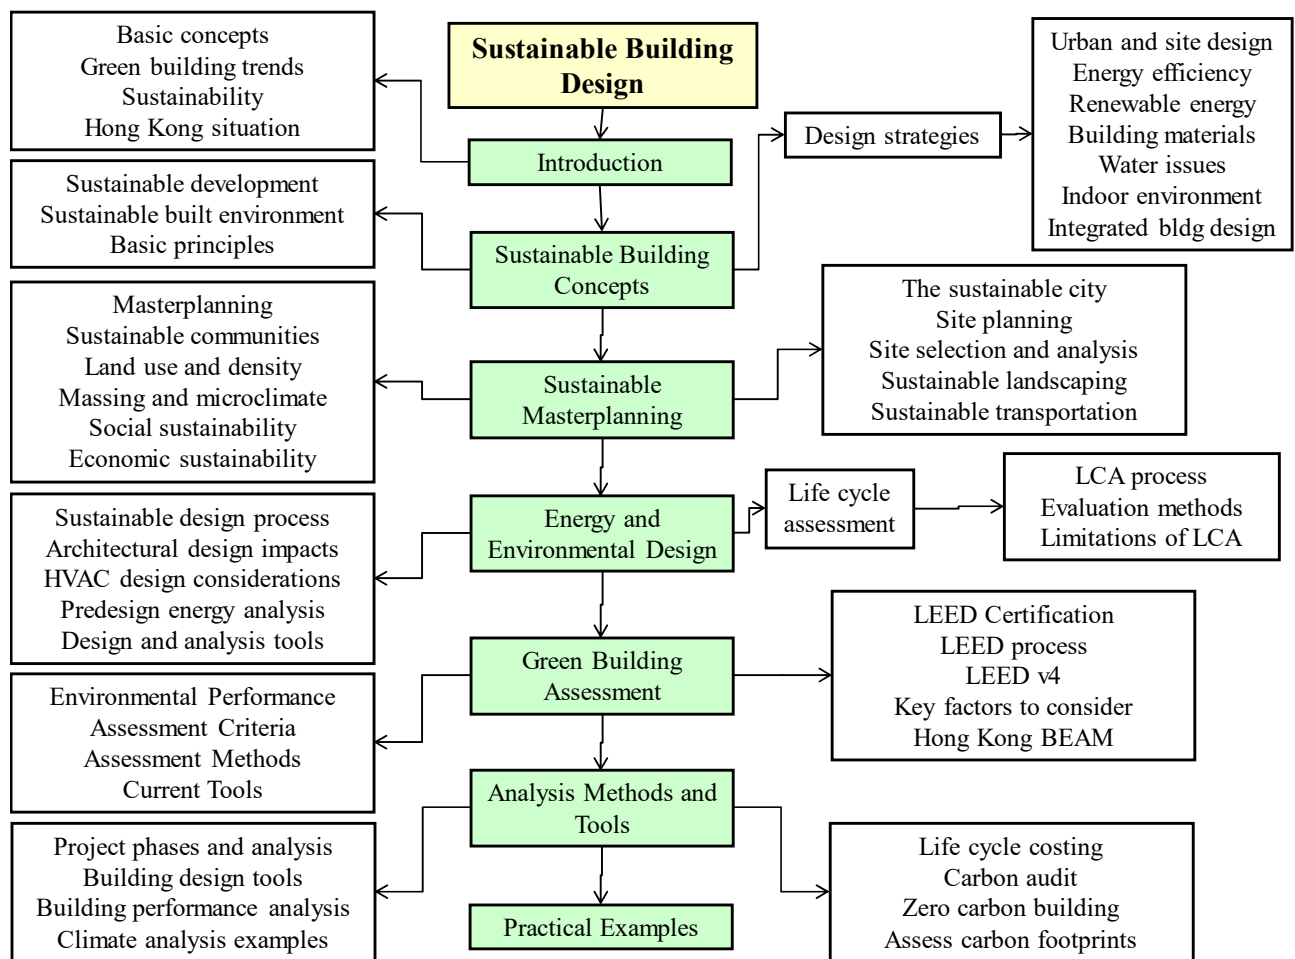 Sustainable Building
Design
Introduction
Basic concepts
Green building trends
Sustainability
Hong Kong situation
Sustainable Building
Concepts
Sustainable development
Sustainable built environment
Basic principles
Design strategies
Urban and site design
Energy efficiency
Renewable energy
Building materials
Water issues
Indoor environment
Integrated bldg design
Sustainable
Masterplanning
Masterplanning
Sustainable communities
Land use and density
Massing and microclimate
Social sustainability
Economic sustainability
The sustainable city
Site planning
Site selection and analysis
Sustainable landscaping
Sustainable transportation
Energy and
Environmental Design
Sustainable design process
Architectural design impacts
HVAC design considerations
Predesign energy analysis
Design and analysis tools
Life cycle
assessment
LCA process
Evaluation methods
Limitations of LCA
Green Building
Assessment
Environmental Performance
Assessment Criteria
Assessment Methods
Current Tools
LEED Certification
LEED process
LEED v4
Key factors to consider
Hong Kong BEAM
Analysis Methods and
Tools
Project phases and analysis
Building design tools
Building performance analysis
Climate analysis examples
Life cycle costing
Carbon audit
Zero carbon building
Assess carbon footprints
Practical Examples